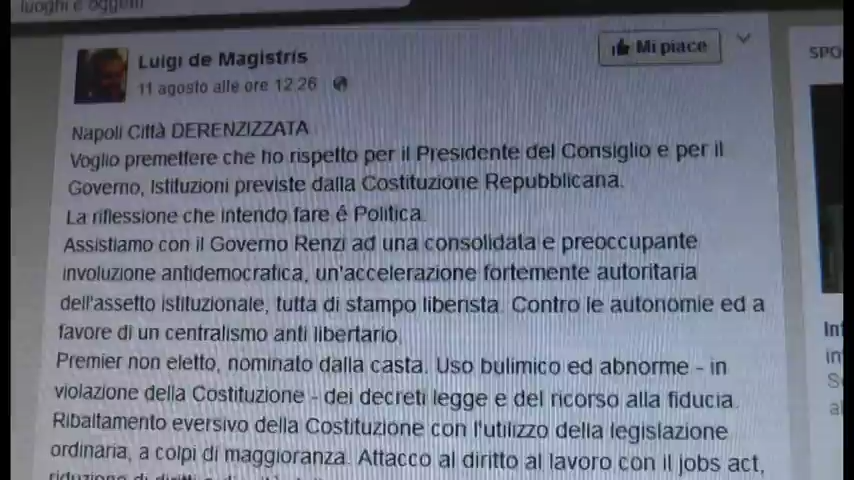 luoghi e oggetti
Luigi de Magistris
Mi piace
11 agosto alle ore 12.26
SPO
Napoli Città DERENZIZZATA
Voglio premettere che ho rispetto per il Presidente del Consiglio e per il
Governo, Istituzioni previste dalla Costituzione Repubblicana.
La riflessione che intendo fare é Politica.
Assistiamo con il Governo Renzi ad una consolidata e preoccupante
involuzione antidemocratica, un'accelerazione fortemente autoritaria
dell'assetto istituzionale, tutta di stampo liberista. Contro le autonomie ed a
favore di un centralismo anti libertario.
Premier non eletto, nominato dalla casta. Uso bulimico ed abnorme - in
violazione della Costituzione - dei decreti legge e del ricorso alla fiducia.
Ribaltamento eversivo della Costituzione con l'utilizzo della legislazione
ordinaria, a colpi di maggioranza. Attacco al diritto al lavoro con il jobs act,